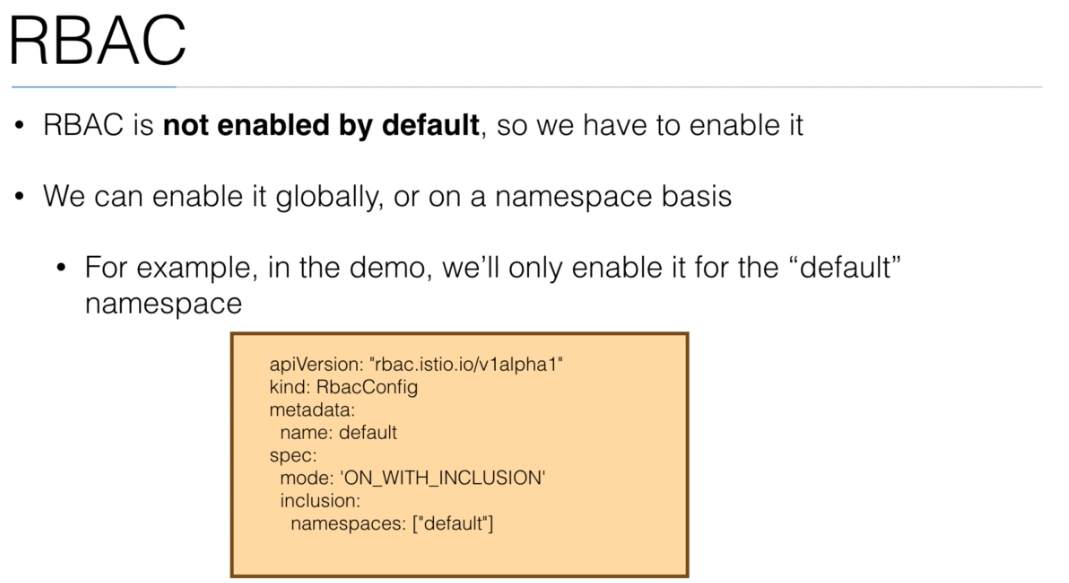 RBAC
• RBAC is not enabled by default, so we have to enable it
• We can enable it globally, or on a namespace basis
• For example, in the demo, we’ll only enable it for the “default”
namespace
apiVersion: "rbac.istio.io/v1alpha1"
kind: RbacConfig
metadata:
  name: default
spec:
  mode: 'ON_WITH_INCLUSION'
  inclusion:
    namespaces: ["default"]